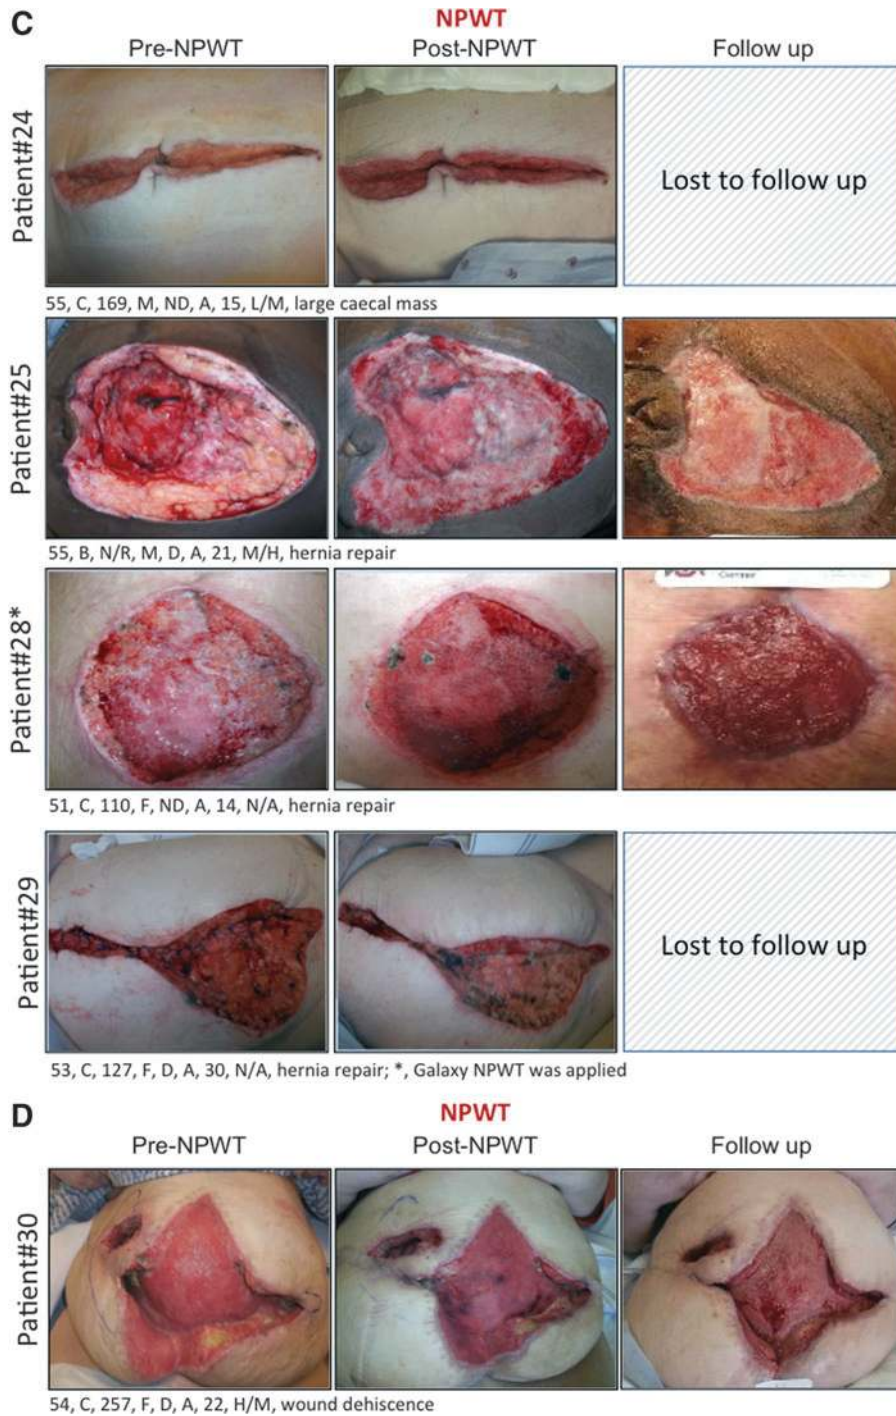 C
NPWT
Pre-NPWT Post-NPWT Follow up
Patient#24
Lost to follow up
55, C, 169, M, ND, A, 15, L/M, large caecal mass
Patient#25
55, B, N/R, M, D, A, 21, M/H, hernia repair
Patient#28*
51, C, 110, F, ND, A, 14, N/A, hernia repair
Patient#29
Lost to follow up
53, C, 127, F, D, A, 30, N/A, hernia repair; *, Galaxy NPWT was applied
D
NPWT
Pre-NPWT Post-NPWT Follow up
Patient#30
54, C, 257, F, D, A, 22, H/M, wound dehiscence